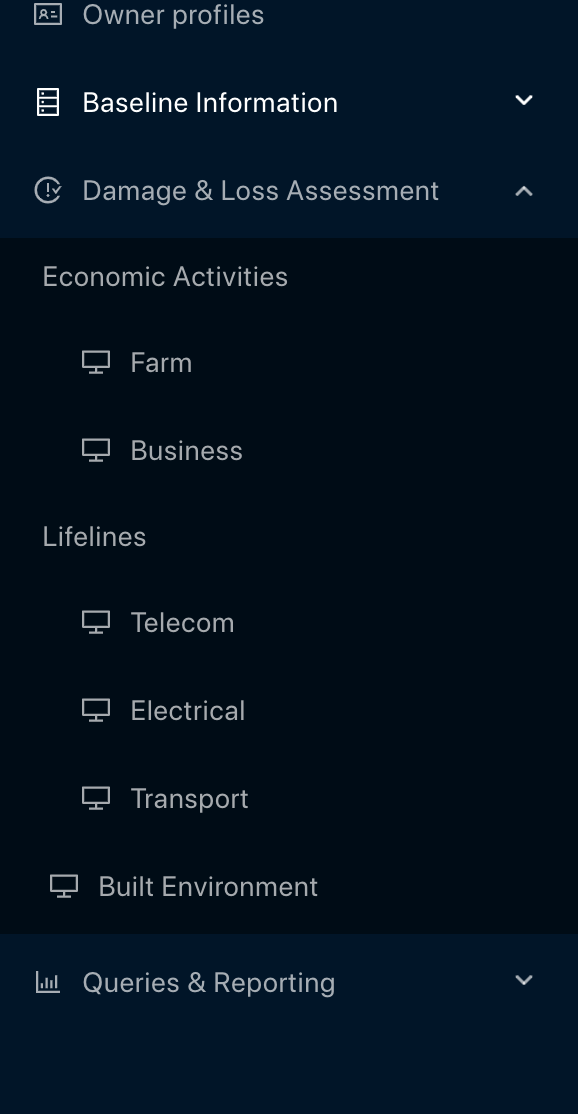 Owner profiles
Baseline Information
Damage & Loss Assessment
Economic Activities
Farm
Business
Lifelines
Telecom
Electrical
Transport
Built Environment
Queries & Reporting